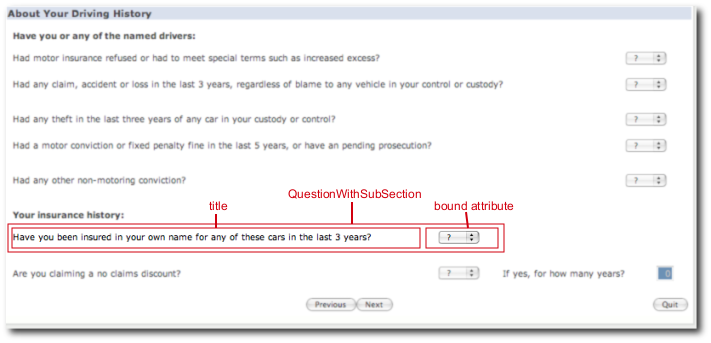 About Your Driving History
Have you or any of the named drivers:
Had motor insurance refused or had to meet special terms such as increased excess? ?
Had any claim, accident or loss in the last 3 years, regardless of blame to any vehicle in your control or custody? ?
Had any theft in the last three years of any car in your custody or control? ?
Had a motor conviction or fixed penalty fine in the last 5 years, or have an pending prosecution? ?
Had any other non-motoring conviction? ?
QuestionWithSubSection
title bound attribute
Your insurance history:
Have you been insured in your own name for any of these cars in the last 3 years? ?
Are you claiming a no claims discount? ? If yes, for how many years? 0
Previous Next Quit